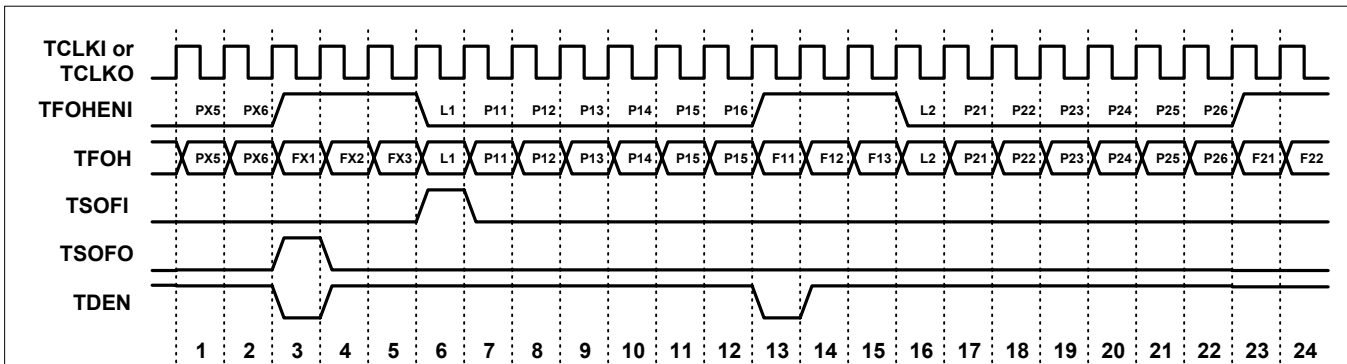 TCLKI or
TCLKO
TFOHENI PX5 PX6 L1 P11 P12 P13 P14 P15 P16 L2 P21 P22 P23 P24 P25 P26
TFOH PX5 PX6 FX1 FX2 FX3 L1 P11 P12 P13 P14 P15 P15 F11 F12 F13 L2 P21 P22 P23 P24 P25 P26 F21 F22
TSOFI
TSOFO
TDEN
1 2 3 4 5 6 7 8 9 10 11 12 13 14 15 16 17 18 19 20 21 22 23 24